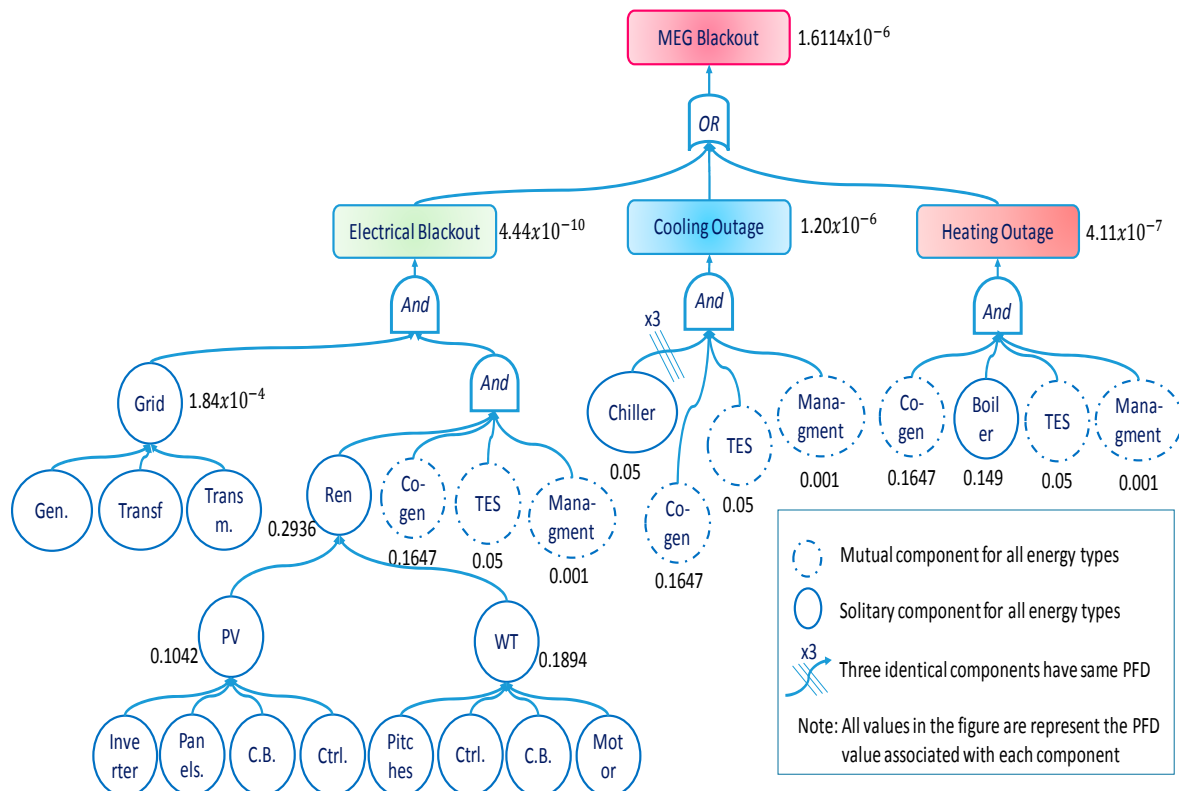 MEG Blackout
1.6114x10⁻⁶
OR
Electrical Blackout
4.44x10⁻¹⁰
Cooling Outage
1.20x10⁻⁶
Heating Outage
4.11x10⁻⁷
And
And
And
x3
Grid
1.84x10⁻⁴
And
Chiller
0.05
TES
0.05
Mana-
gment
0.001
Co-
gen
0.1647
Co-
gen
0.1647
Boil
er
0.149
TES
0.05
Mana-
gment
0.001
Gen.
Transf
Trans
m.
Ren
0.2936
Co-
gen
0.1647
TES
0.05
Mana-
gment
0.001
PV
0.1042
WT
0.1894
Inve
rter
Pan
els.
C.B.
Ctrl.
Pitc
hes
Ctrl.
C.B.
Mot
or
Mutual component for all energy types
Solitary component for all energy types
x3
Three identical components have same PFD
Note: All values in the figure are represent the PFD
value associated with each component